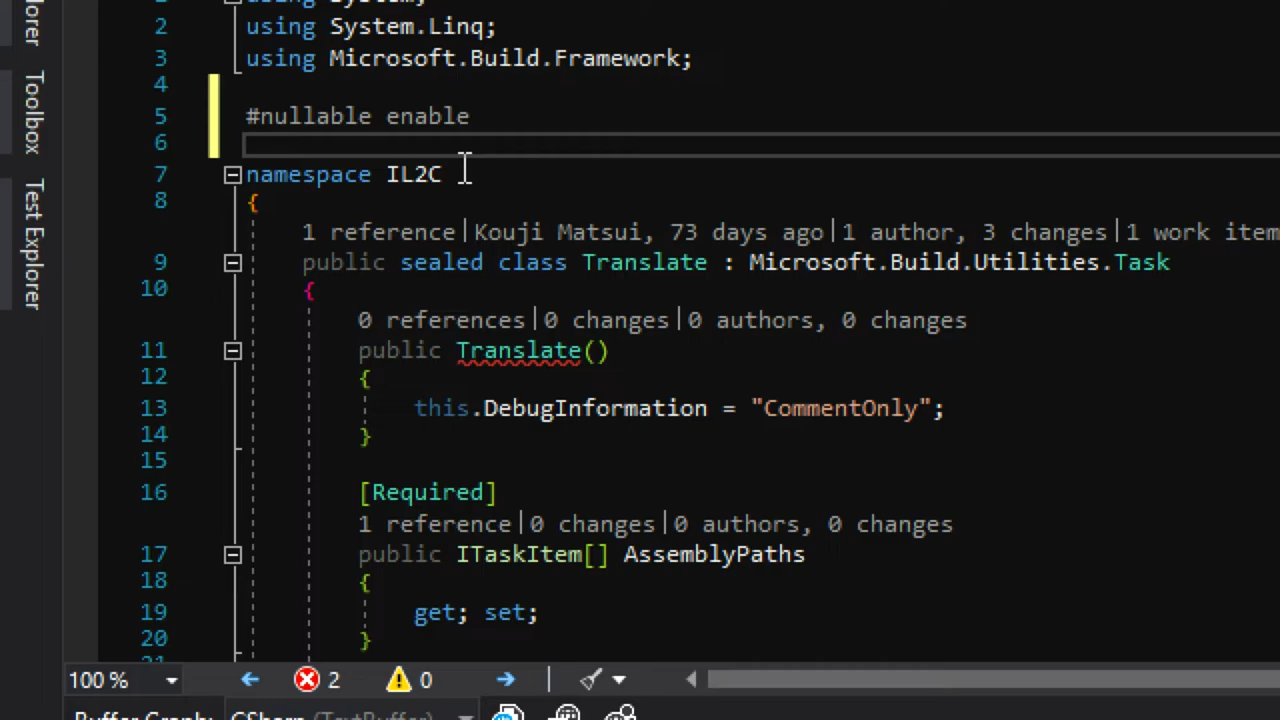 Toolbox
Test Explorer
1 using System;
2 using System.Linq;
3 using Microsoft.Build.Framework;
4
5 #nullable enable
6
7 namespace IL2C
8 {
1 reference|Kouji Matsui, 73 days ago|1 author, 3 changes|1 work item
9 public sealed class Translate : Microsoft.Build.Utilities.Task
10 {
0 references|0 changes|0 authors, 0 changes
11 public Translate()
12 {
13 this.DebugInformation = "CommentOnly";
14 }
15
16 [Required]
1 reference|0 changes|0 authors, 0 changes
17 public ITaskItem[] AssemblyPaths
18 {
19 get; set;
20 }
100 % 2 0